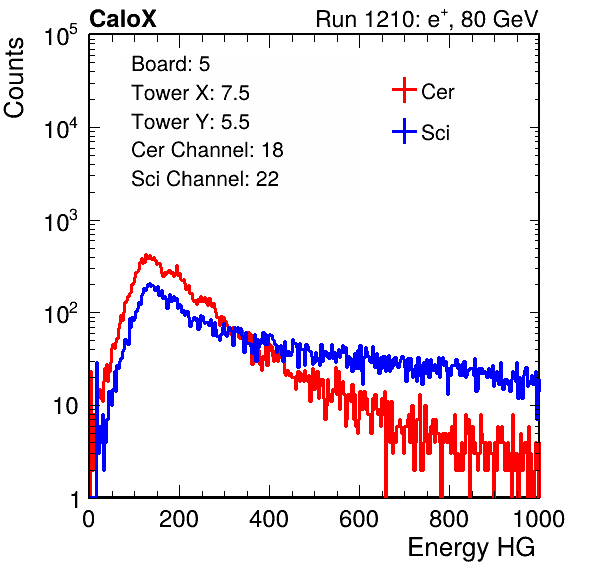 CaloX Run 1210: e⁺, 80 GeV
Counts
10⁵
10⁴
10³
10²
10
1
Board: 5
Tower X: 7.5
Tower Y: 5.5
Cer Channel: 18
Sci Channel: 22
Cer
Sci
0 200 400 600 800 1000
Energy HG